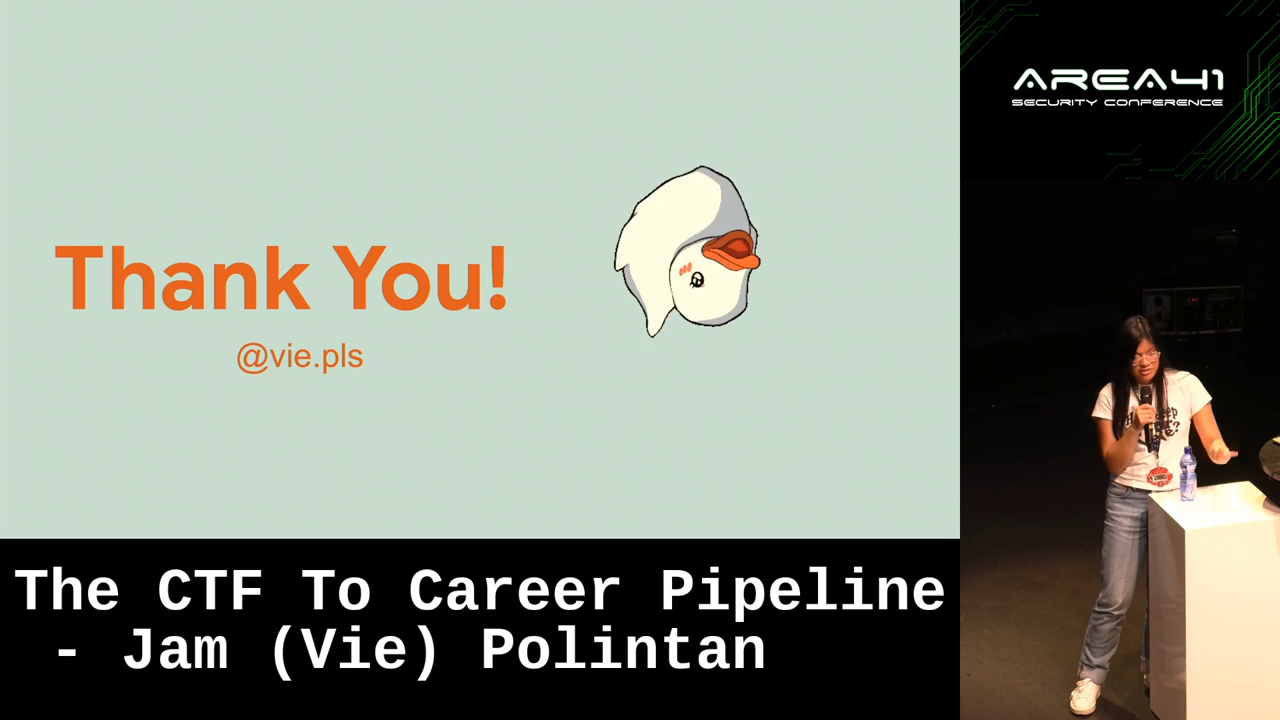 Thank You!
@vie.pls
AREA41
SECURITY CONFERENCE
The CTF To Career Pipeline
- Jam (Vie) Polintan